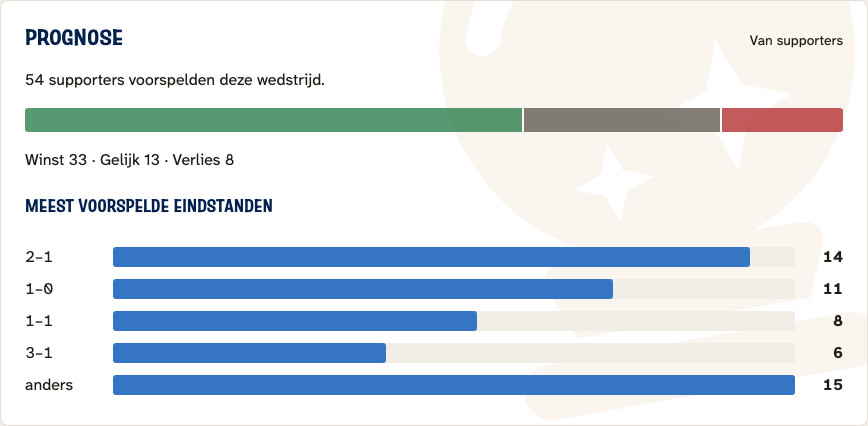 PROGNOSE
Van supporters
54 supporters voorspelden deze wedstrijd.
Winst 33 · Gelijk 13 · Verlies 8
MEEST VOORSPELDE EINDSTANDEN
2–1 14
1–0 11
1–1 8
3–1 6
anders 15